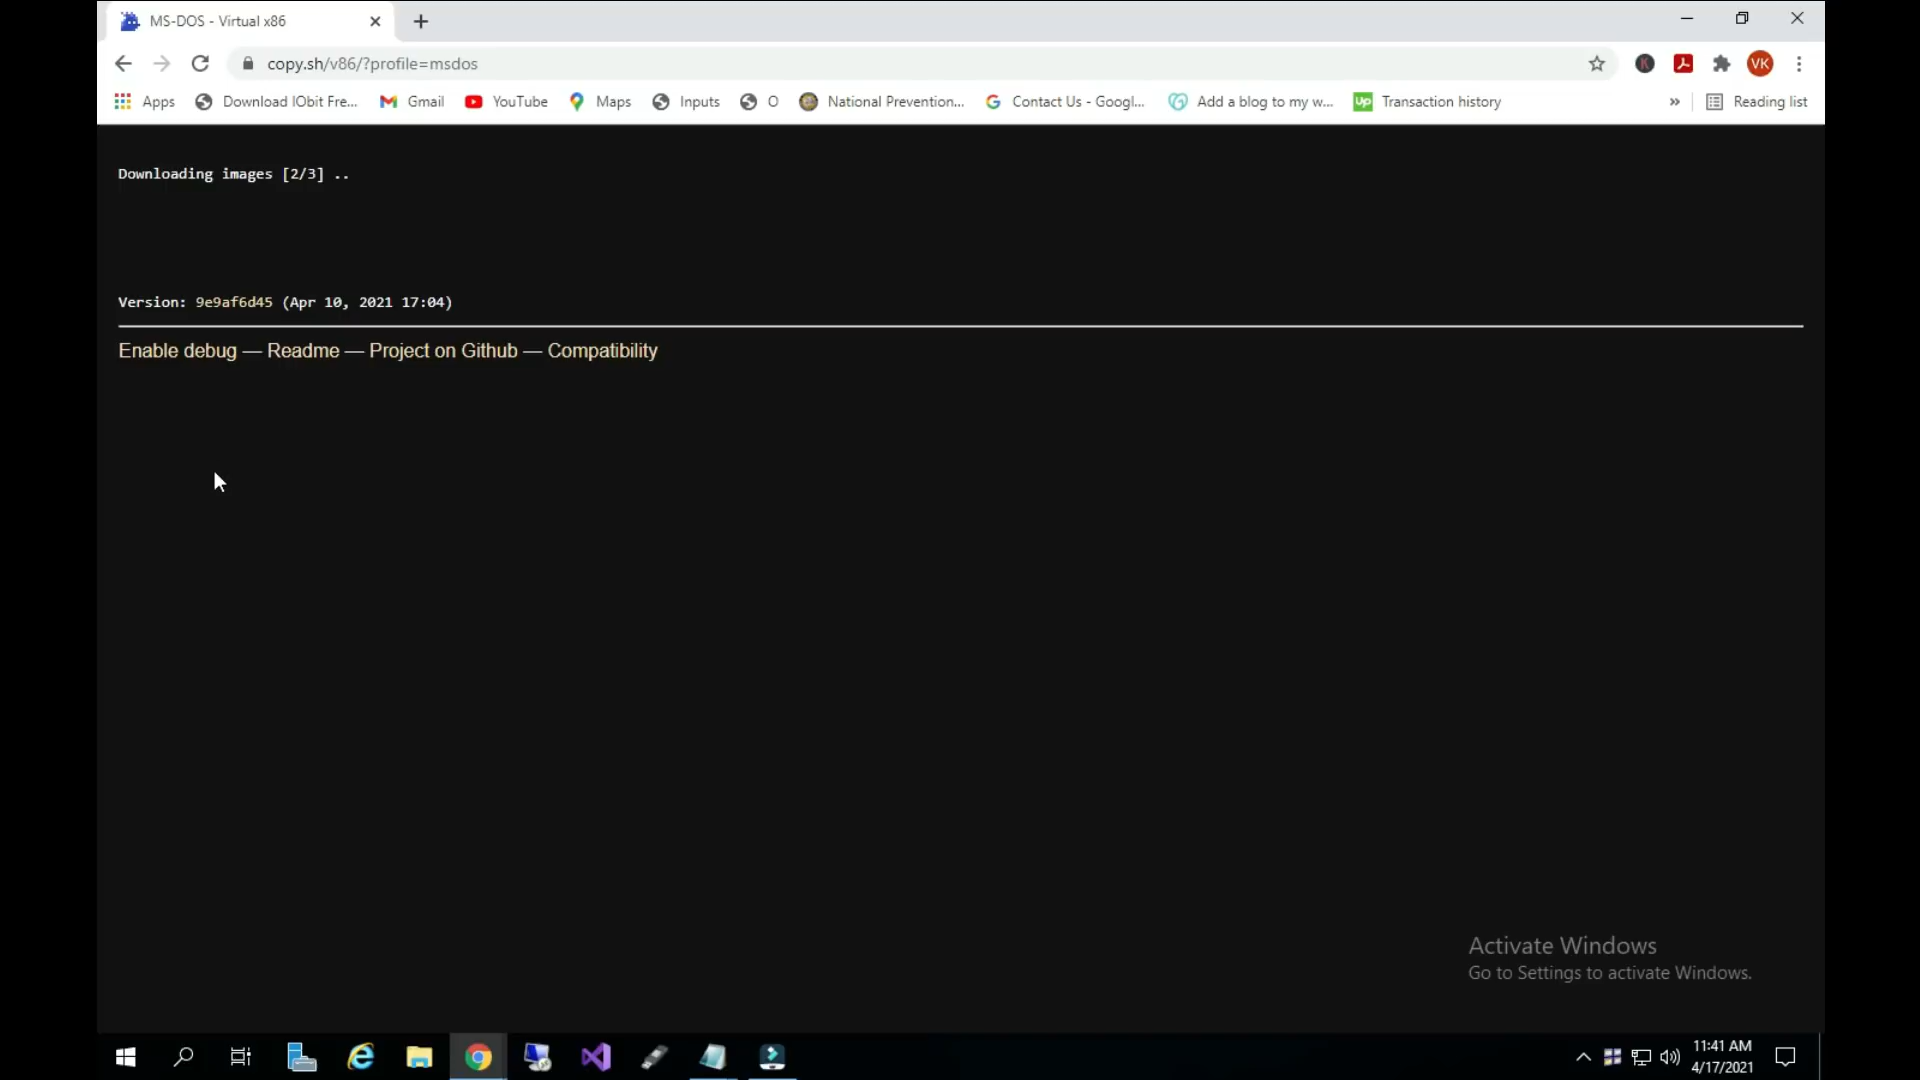 MS-DOS - Virtual x86
copy.sh/v86/?profile=msdos
VK
Apps Download IObit Fre... Gmail YouTube Maps Inputs O National Prevention... Contact Us - Googl... Add a blog to my w... Up Transaction history » Reading list
Downloading images [2/3] ..
Version: 9e9af6d45 (Apr 10, 2021 17:04)
Enable debug — Readme — Project on Github — Compatibility
Activate Windows
Go to Settings to activate Windows.
11:41 AM
4/17/2021